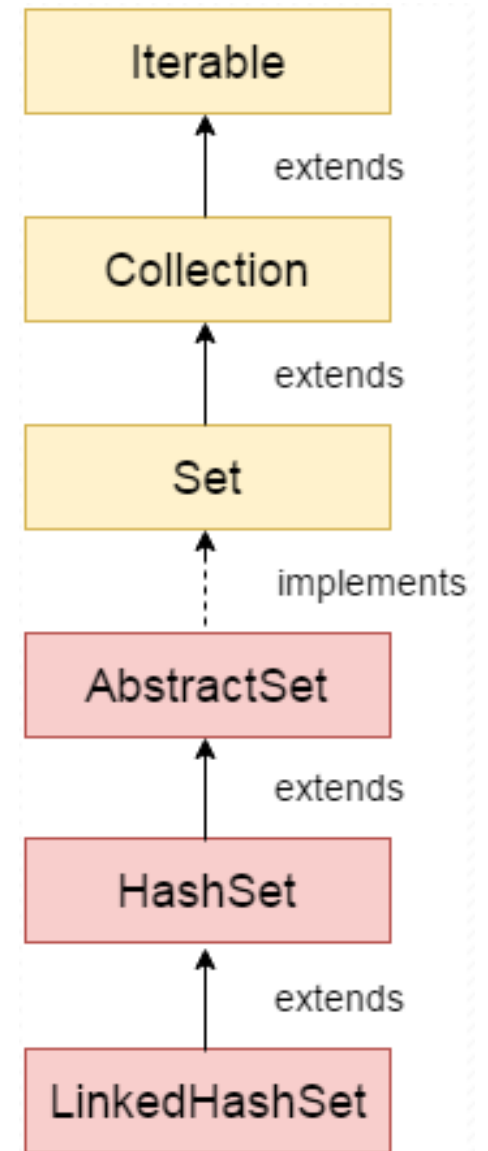 Iterable
extends
Collection
extends
Set
implements
AbstractSet
extends
HashSet
extends
LinkedHashSet